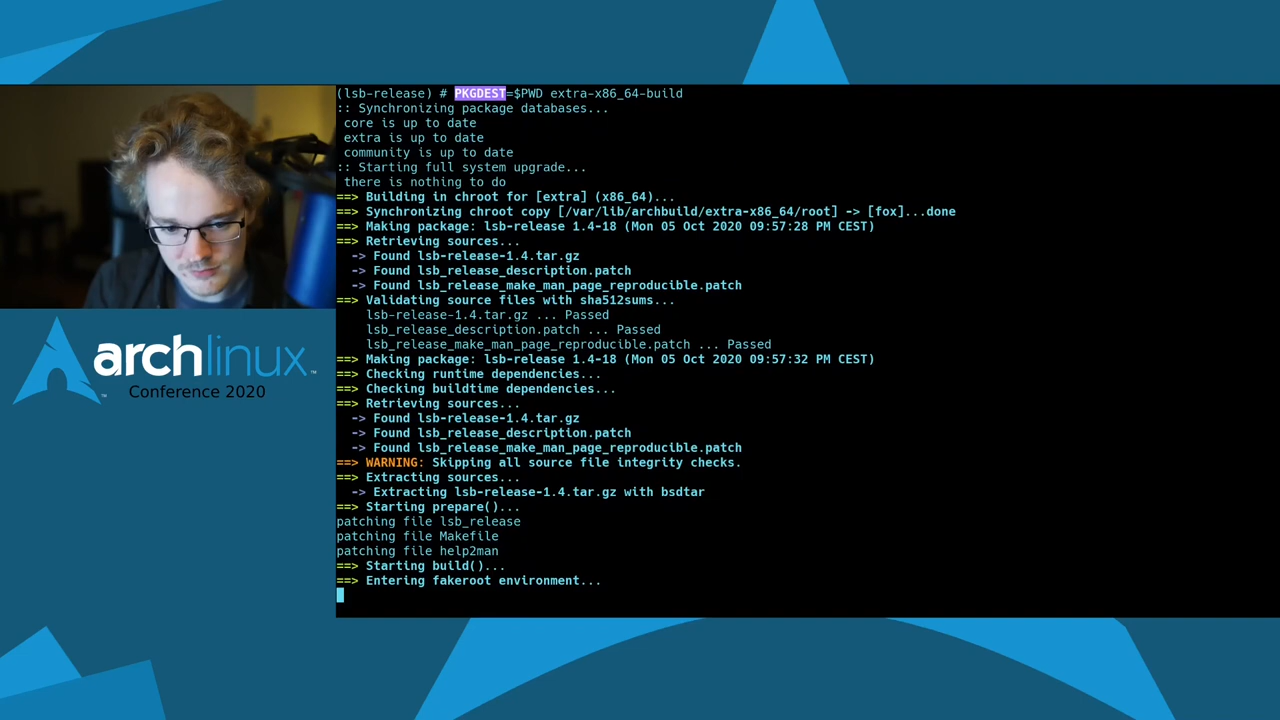 (lsb-release) # PKGDEST=$PWD extra-x86_64-build
:: Synchronizing package databases...
core is up to date
extra is up to date
community is up to date
:: Starting full system upgrade...
there is nothing to do
==> Building in chroot for [extra] (x86_64)...
==> Synchronizing chroot copy [/var/lib/archbuild/extra-x86_64/root] -> [fox]...done
==> Making package: lsb-release 1.4-18 (Mon 05 Oct 2020 09:57:28 PM CEST)
==> Retrieving sources...
-> Found lsb-release-1.4.tar.gz
-> Found lsb_release_description.patch
-> Found lsb_release_make_man_page_reproducible.patch
==> Validating source files with sha512sums...
lsb-release-1.4.tar.gz ... Passed
lsb_release_description.patch ... Passed
lsb_release_make_man_page_reproducible.patch ... Passed
==> Making package: lsb-release 1.4-18 (Mon 05 Oct 2020 09:57:32 PM CEST)
==> Checking runtime dependencies...
==> Checking buildtime dependencies...
==> Retrieving sources...
-> Found lsb-release-1.4.tar.gz
-> Found lsb_release_description.patch
-> Found lsb_release_make_man_page_reproducible.patch
==> WARNING: Skipping all source file integrity checks.
==> Extracting sources...
-> Extracting lsb-release-1.4.tar.gz with bsdtar
==> Starting prepare()...
patching file lsb_release
patching file Makefile
patching file help2man
==> Starting build()...
==> Entering fakeroot environment...
archlinux™
™
Conference 2020